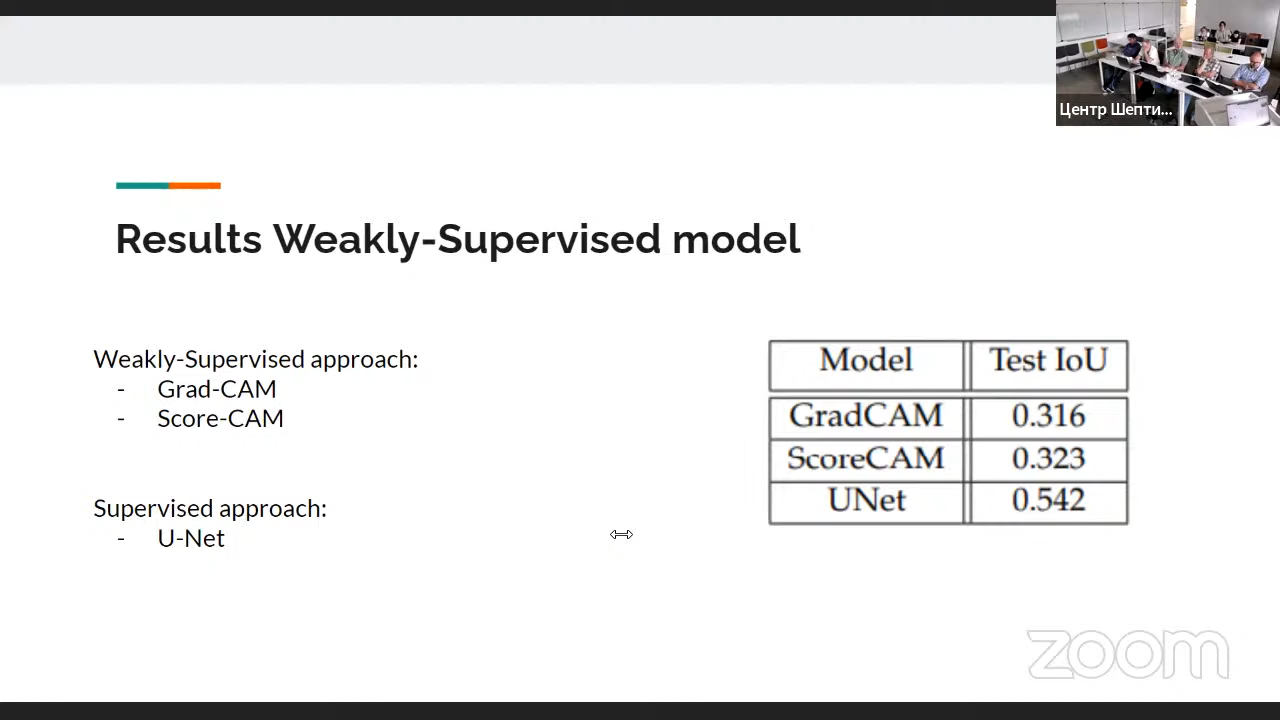 Центр Шепти...
Results Weakly-Supervised model
Weakly-Supervised approach:
- Grad-CAM
- Score-CAM
Supervised approach:
- U-Net
Model Test IoU
GradCAM 0.316
ScoreCAM 0.323
UNet 0.542
zoom